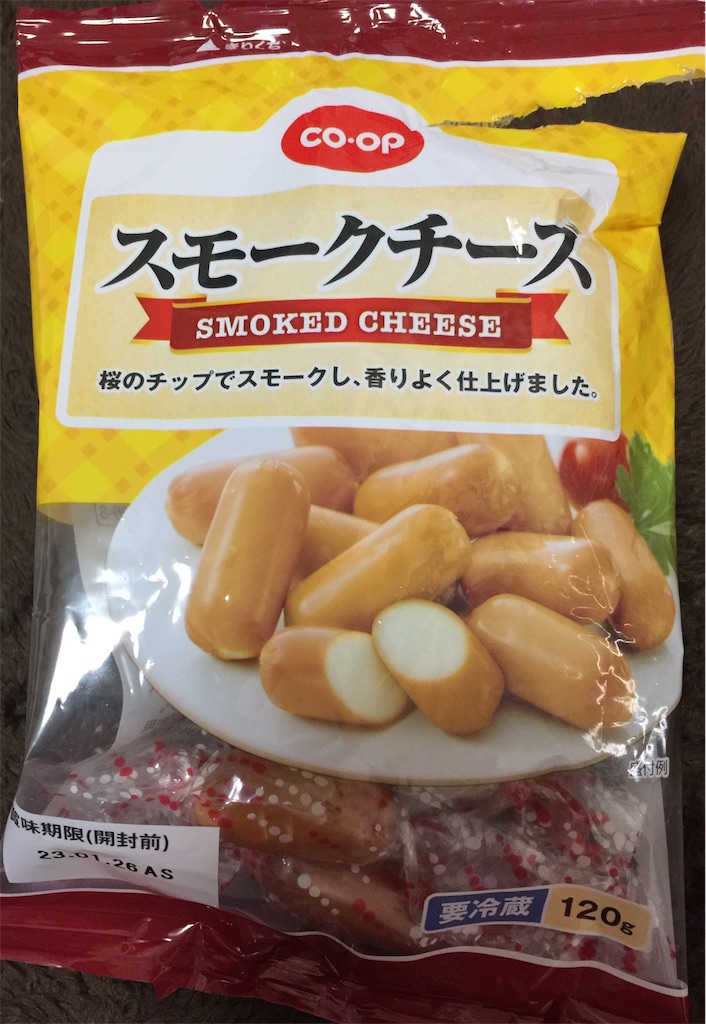 CO・OP
スモークチース
SMOKED CHEESE
桜のチップでスモークし、香りよく仕上げました。
味期限(開封前)
23.01.26 AS
要冷蔵 120g